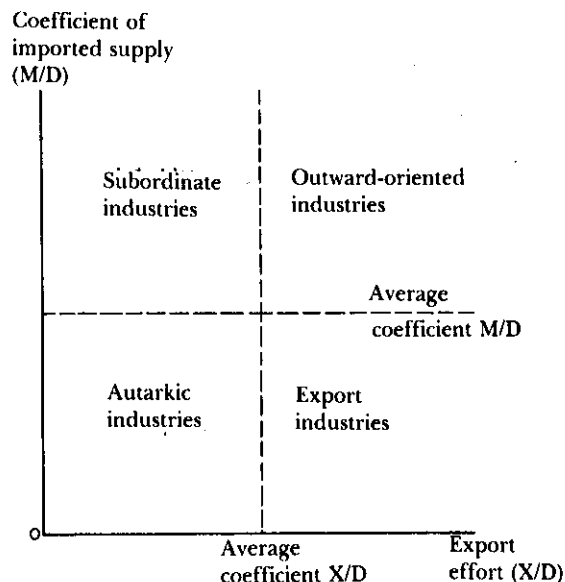 Coefficient of
imported supply
(M/D)
Subordinate
industries
Outward-oriented
industries
Average
coefficient M/D
Autarkic
industries
Export
industries
O
Average
coefficient X/D
Export
effort (X/D)